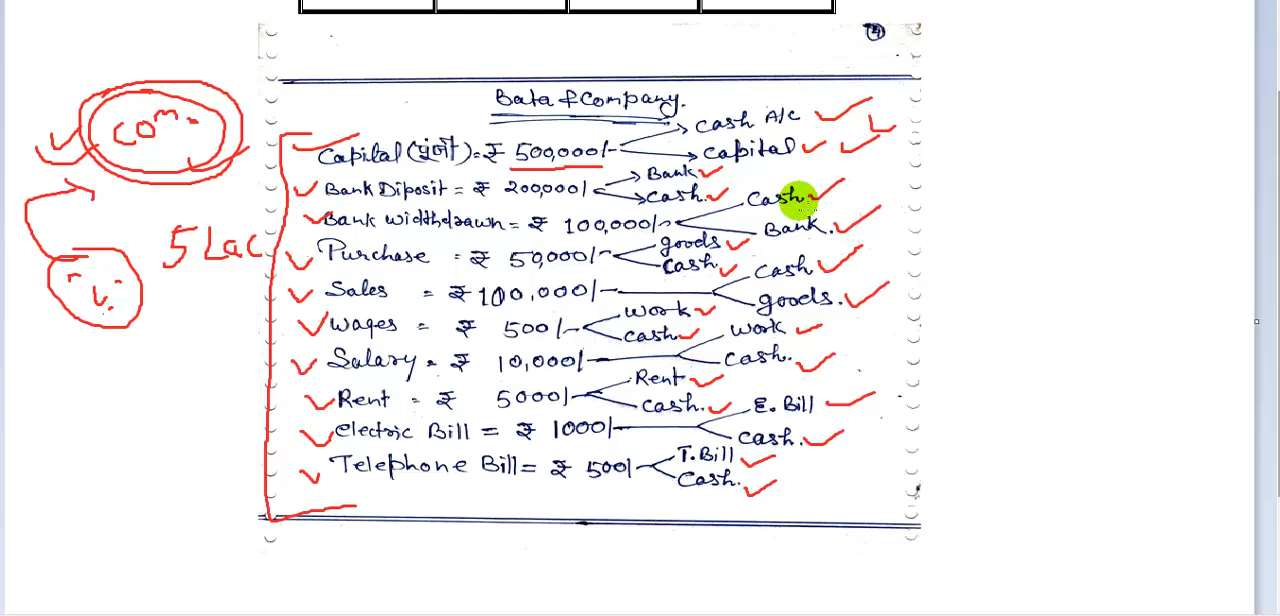 4
Bata & Company.
Capital (पुंजी) = ₹ 500,000/- Cash A/c
Capital
Bank Diposit = ₹ 200,000/- Bank
Cash.
Bank Widthdrawn = ₹ 100,000/- Cash
Bank.
Purchase = ₹ 50,000/- goods
Cash
Sales = ₹ 100,000/- Cash
goods.
Wages = ₹ 500/- Work
Cash
Salary = ₹ 10,000/- Work
Cash.
Rent = ₹ 5000/- Rent
Cash.
Electric Bill = ₹ 1000/- E. Bill
Cash.
Telephone Bill = ₹ 500/- T. Bill
Cash.
com.
5 Lac